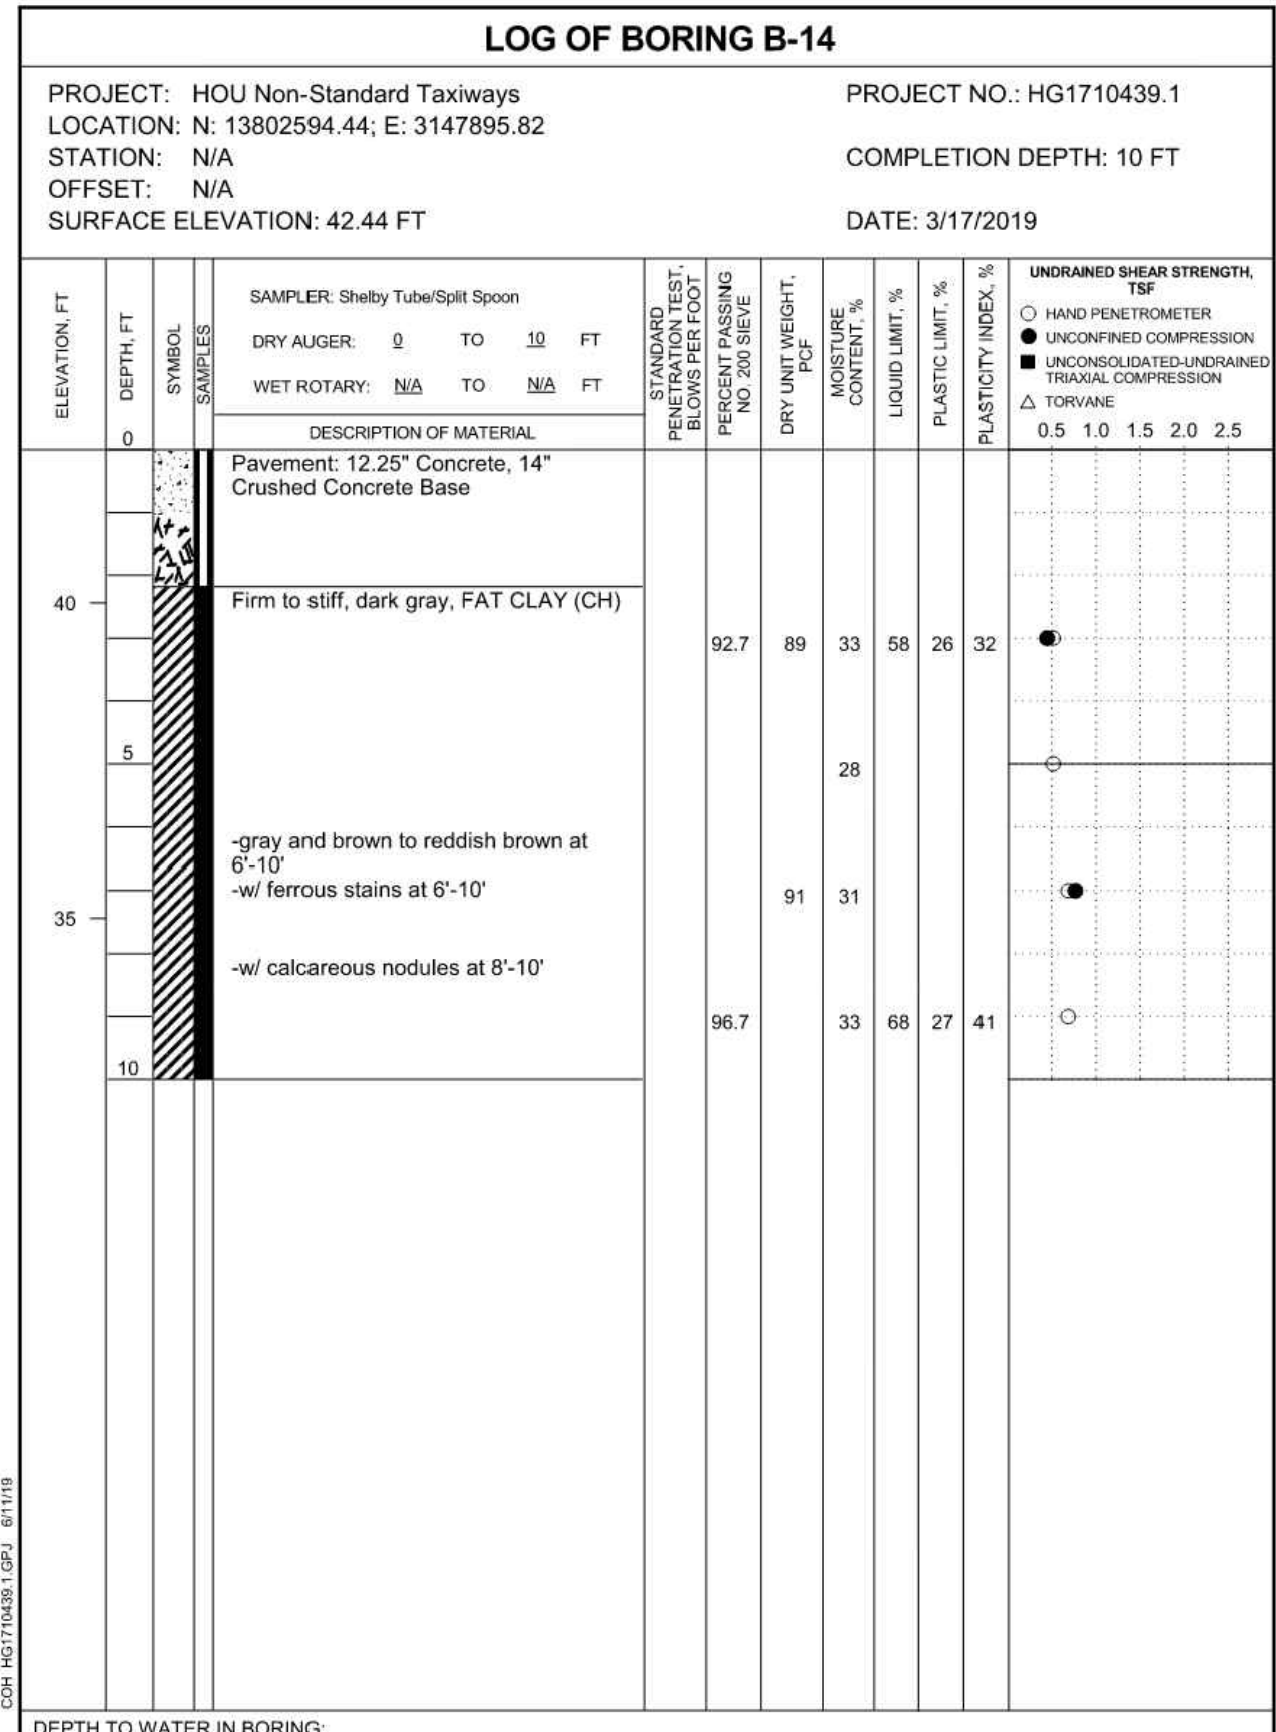 LOG OF BORING B-14
PROJECT: HOU Non-Standard Taxiways
PROJECT NO.: HG1710439.1
LOCATION: N: 13802594.44; E: 3147895.82
STATION: N/A
COMPLETION DEPTH: 10 FT
OFFSET: N/A
SURFACE ELEVATION: 42.44 FT
DATE: 3/17/2019
ELEVATION, FT
DEPTH, FT
SYMBOL
SAMPLES
SAMPLER: Shelby Tube/Split Spoon
DRY AUGER: 0 TO 10 FT
WET ROTARY: N/A TO N/A FT
DESCRIPTION OF MATERIAL
STANDARD
PENETRATION TEST,
BLOWS PER FOOT
PERCENT PASSING
NO. 200 SIEVE
DRY UNIT WEIGHT,
PCF
MOISTURE
CONTENT, %
LIQUID LIMIT, %
PLASTIC LIMIT, %
PLASTICITY INDEX, %
UNDRAINED SHEAR STRENGTH,
TSF
HAND PENETROMETER
UNCONFINED COMPRESSION
UNCONSOLIDATED-UNDRAINED
TRIAXIAL COMPRESSION
TORVANE
0.5 1.0 1.5 2.0 2.5
0
Pavement: 12.25" Concrete, 14"
Crushed Concrete Base
40
Firm to stiff, dark gray, FAT CLAY (CH)
92.7 89 33 58 26 32
5
28
-gray and brown to reddish brown at
6'-10'
-w/ ferrous stains at 6'-10'
91 31
35
-w/ calcareous nodules at 8'-10'
96.7 33 68 27 41
10
COH HG1710439.1.GPJ 6/11/19
DEPTH TO WATER IN BORING: